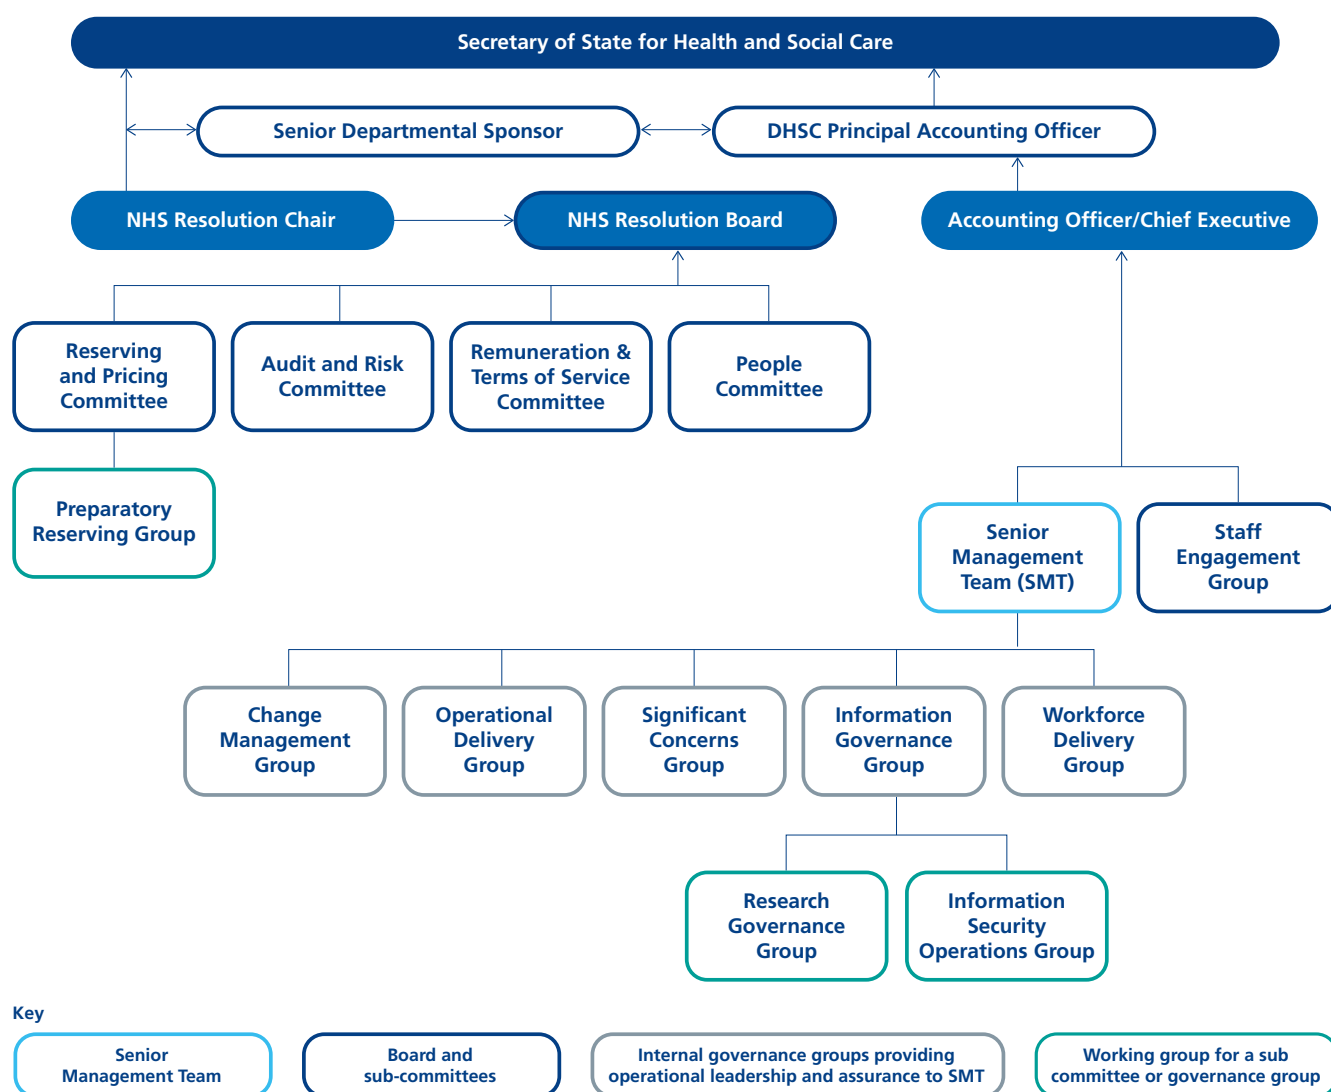 Secretary of State for Health and Social Care
Senior Departmental Sponsor
DHSC Principal Accounting Officer
NHS Resolution Chair
NHS Resolution Board
Accounting Officer/Chief Executive
Reserving
and Pricing
Committee
Audit and Risk
Committee
Remuneration &
Terms of Service
Committee
People
Committee
Preparatory
Reserving Group
Senior
Management
Team (SMT)
Staff
Engagement
Group
Change
Management
Group
Operational
Delivery
Group
Significant
Concerns
Group
Information
Governance
Group
Workforce
Delivery
Group
Research
Governance
Group
Information
Security
Operations Group
Key
Senior
Management Team
Board and
sub-committees
Internal governance groups providing
operational leadership and assurance to SMT
Working group for a sub
committee or governance group